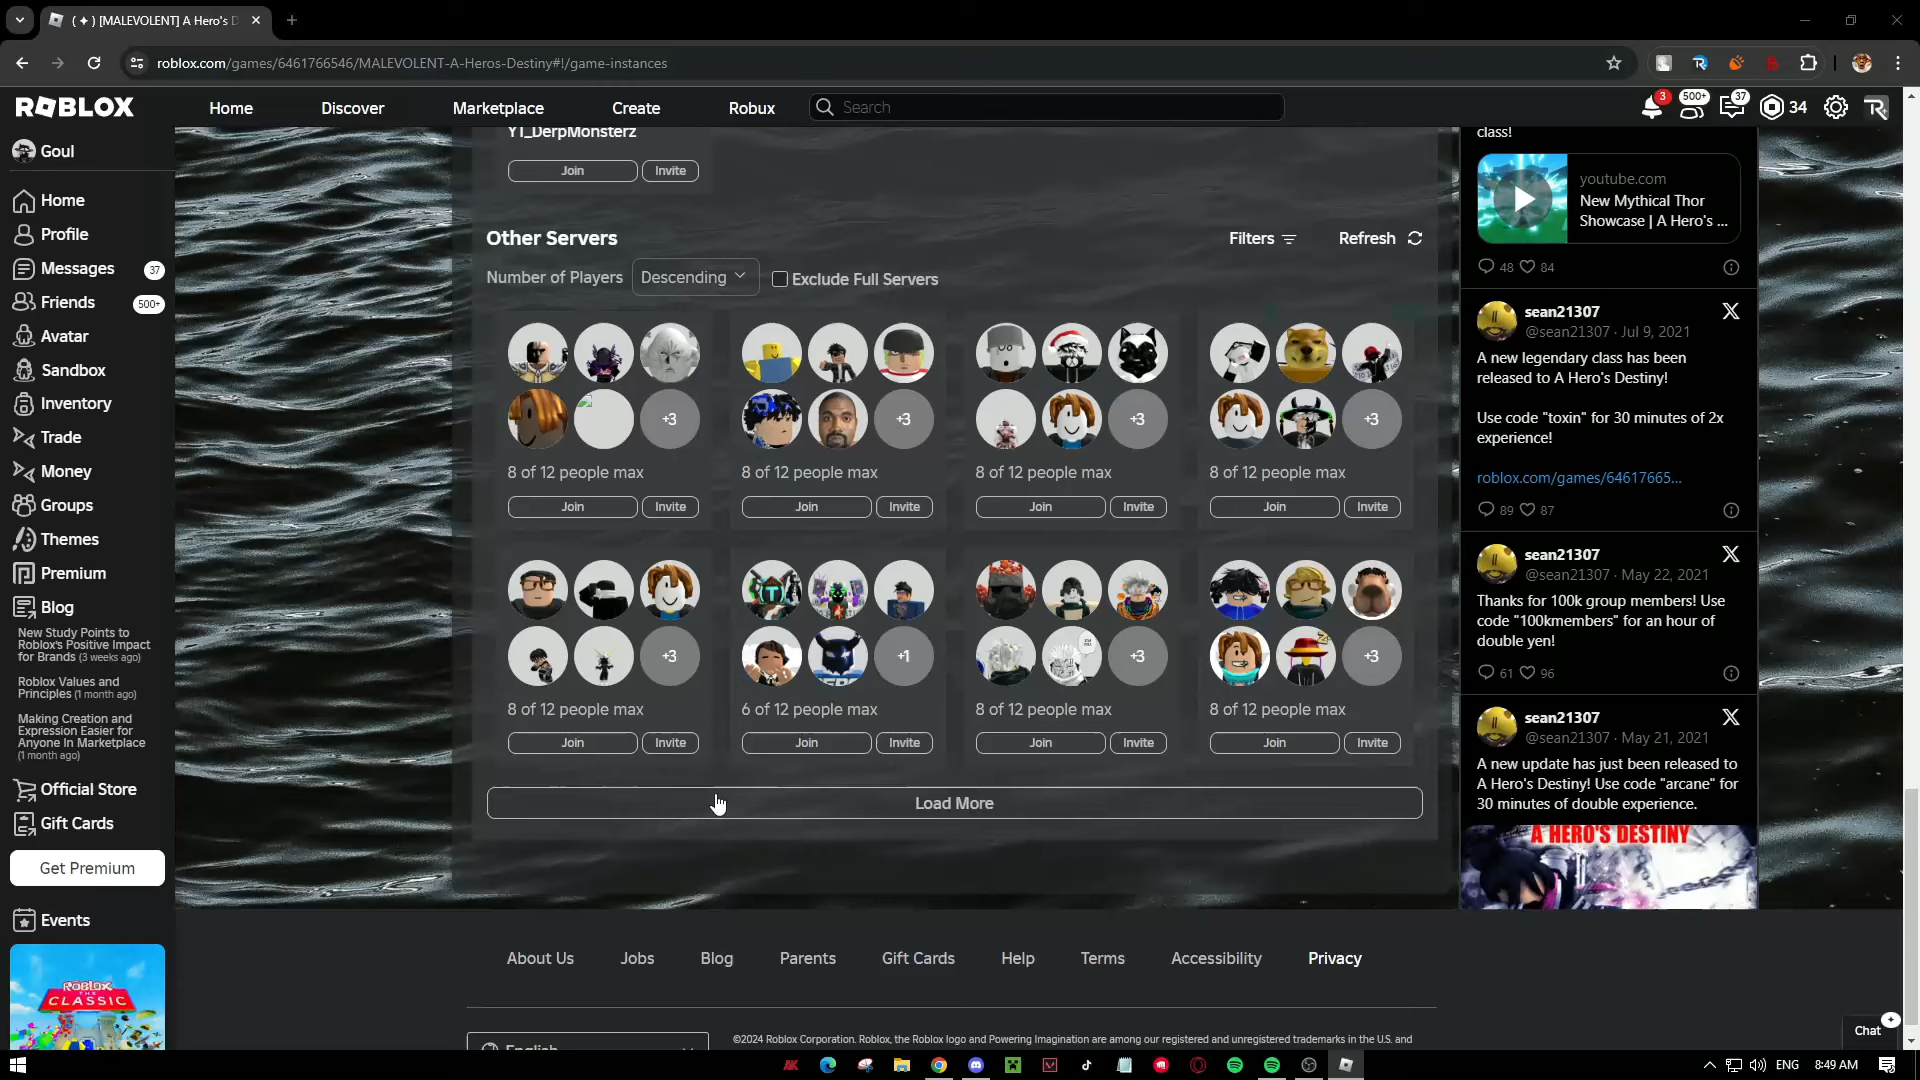 ( ✦ ) [MALEVOLENT] A Hero's D
roblox.com/games/6461766546/MALEVOLENT-A-Heros-Destiny#!/game-instances
ROBLOX
Home
Discover
Marketplace
Create
Robux
Search
3
500+
37
34
Goul
Home
Profile
Messages
37
Friends
500+
Avatar
Sandbox
Inventory
Trade
Money
Groups
Themes
Premium
Blog
New Study Points to
Roblox's Positive Impact
for Brands (3 weeks ago)
Roblox Values and
Principles (1 month ago)
Making Creation and
Expression Easier for
Anyone In Marketplace
(1 month ago)
Official Store
Gift Cards
Get Premium
Events
ROBLOX
THE
CLASSIC
YT_DerpMonsterz
Join
Invite
Other Servers
Filters
Refresh
Number of Players
Descending
Exclude Full Servers
+3
+3
+3
+3
8 of 12 people max
8 of 12 people max
8 of 12 people max
8 of 12 people max
Join
Invite
Join
Invite
Join
Invite
Join
Invite
+3
+1
+3
+3
8 of 12 people max
6 of 12 people max
8 of 12 people max
8 of 12 people max
Join
Invite
Join
Invite
Join
Invite
Join
Invite
Load More
class!
youtube.com
New Mythical Thor
Showcase | A Hero's ...
48
84
sean21307
@sean21307 · Jul 9, 2021
A new legendary class has been
released to A Hero's Destiny!
Use code "toxin" for 30 minutes of 2x
experience!
roblox.com/games/64617665...
89
87
sean21307
@sean21307 · May 22, 2021
Thanks for 100k group members! Use
code "100kmembers" for an hour of
double yen!
61
96
sean21307
@sean21307 · May 21, 2021
A new update has just been released to
A Hero's Destiny! Use code "arcane" for
30 minutes of double experience.
A HERO'S DESTINY
About Us
Jobs
Blog
Parents
Gift Cards
Help
Terms
Accessibility
Privacy
English
©2024 Roblox Corporation. Roblox, the Roblox logo and Powering Imagination are among our registered and unregistered trademarks in the U.S. and
Chat
ENG
8:49 AM